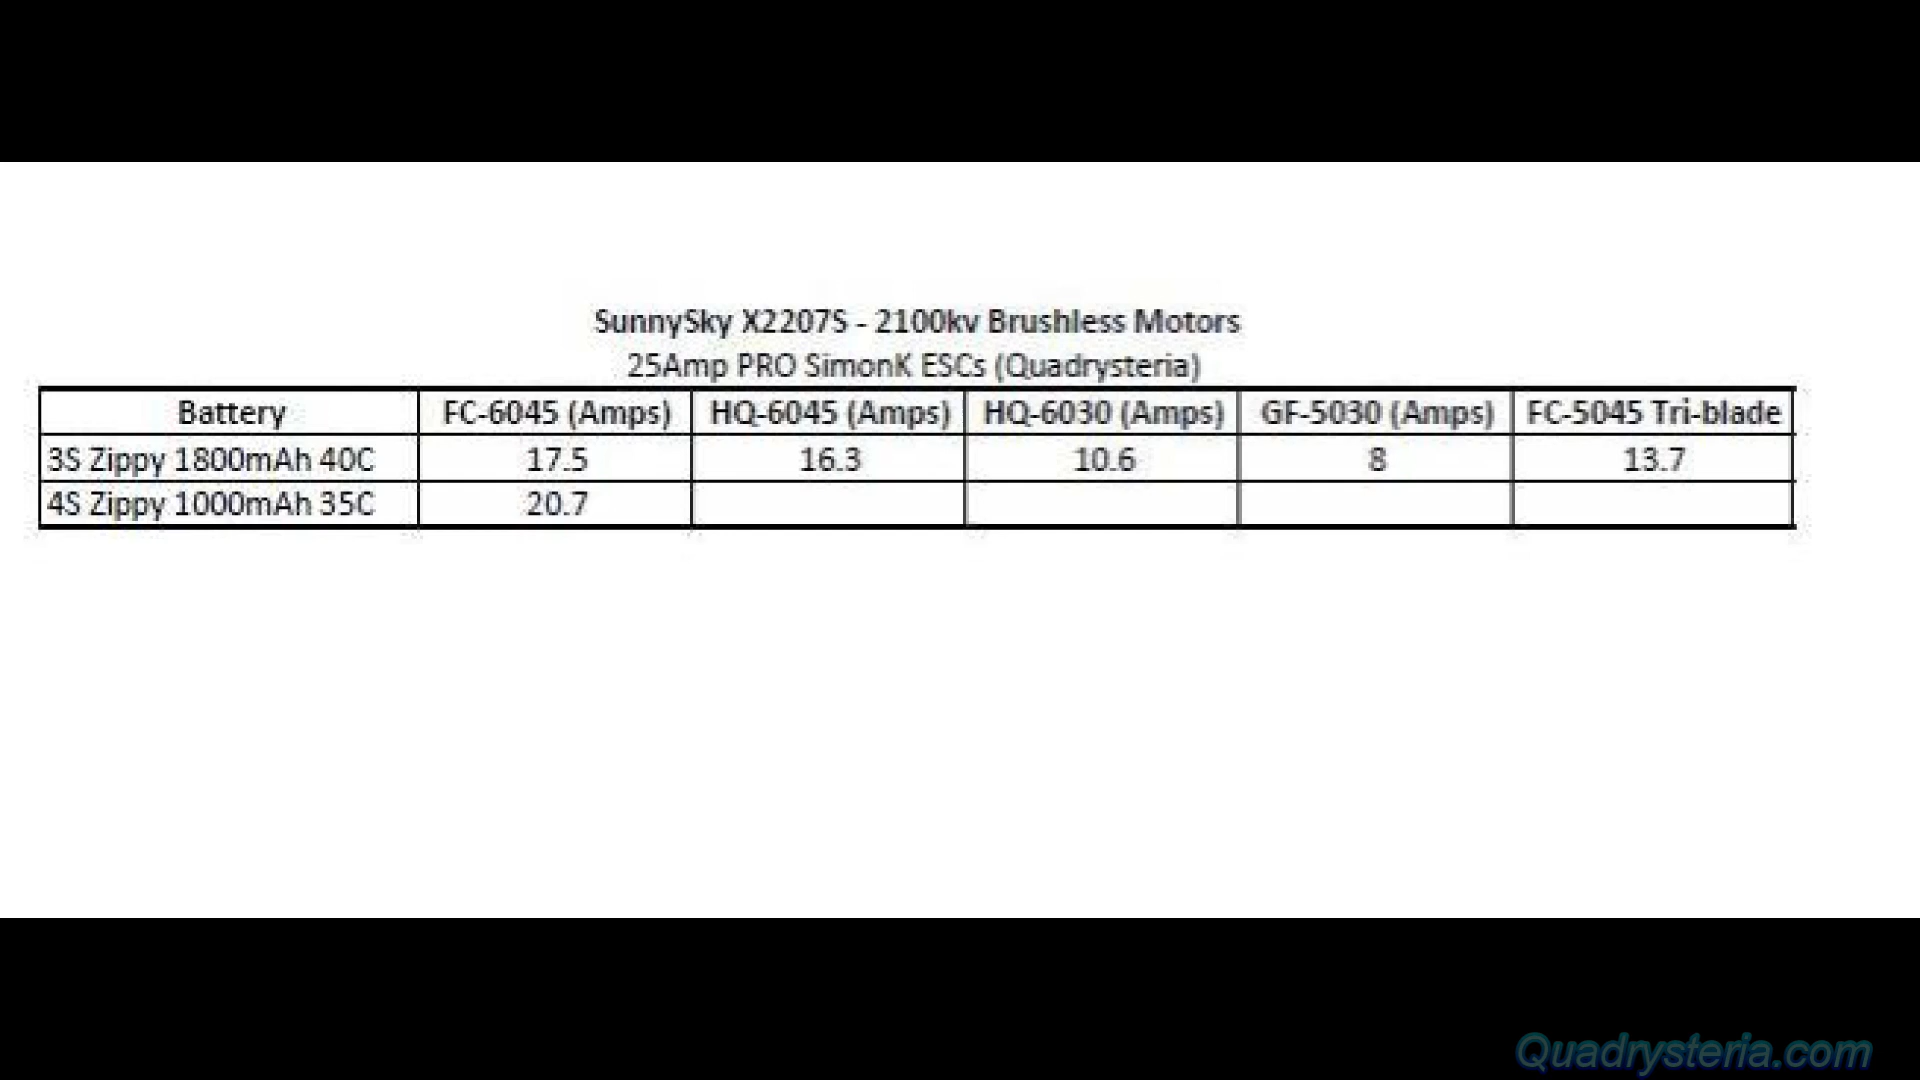 SunnySky X2207S - 2100kv Brushless Motors
25Amp PRO SimonK ESCs (Quadrysteria)
Battery FC-6045 (Amps) HQ-6045 (Amps) HQ-6030 (Amps) GF-5030 (Amps) FC-5045 Tri-blade
3S Zippy 1800mAh 40C 17.5 16.3 10.6 8 13.7
4S Zippy 1000mAh 35C 20.7
Quadrysteria.com